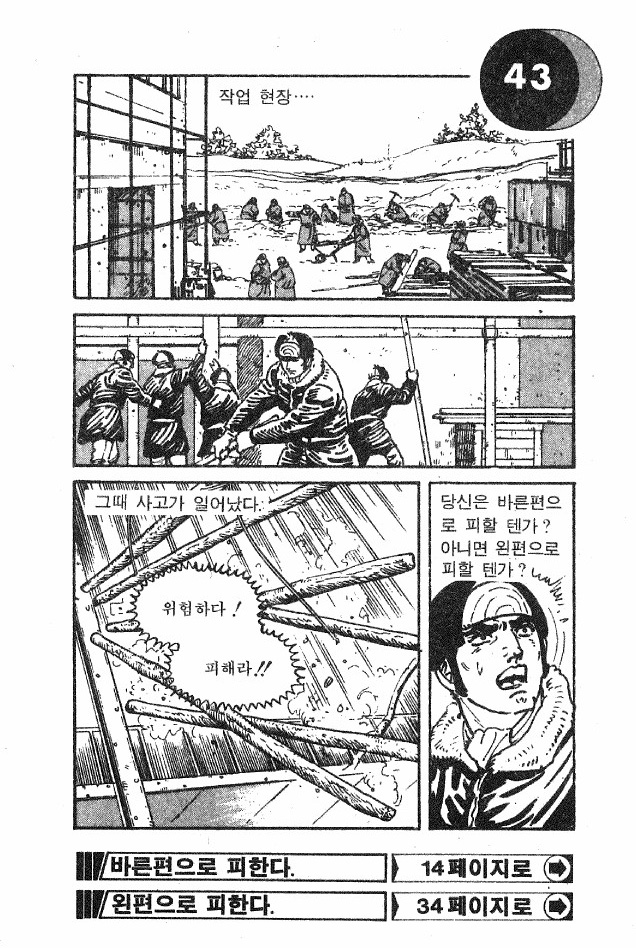 43
작업 현장‥‥
그때 사고가 일어났다.
위험하다!
피해라!!
당신은 바른편으
로 피할 텐가?
아니면 왼편으로
피할 텐가?
바른편으로 피한다. 14페이지로
왼편으로 피한다. 34페이지로